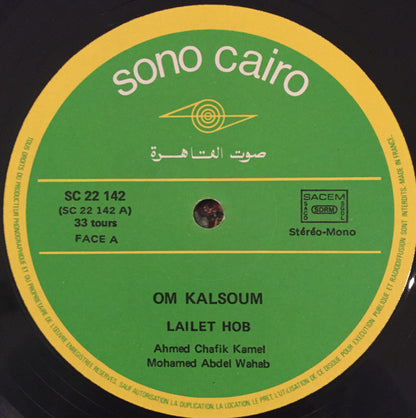 sono cairo
صوت القاهرة
SC 22 142
(SC 22 142 A)
33 tours
FACE A
SACEM
SACD
SDRM
SGDL
Stéréo-Mono
OM KALSOUM
LAILET HOB
Ahmed Chafik Kamel
Mohamed Abdel Wahab
TOUS DROITS DU PRODUCTEUR PHONOGRAPHIQUE ET DU PROPRIETAIRE DE L'ŒUVRE ENREGISTREE RESERVES, SAUF AUTORISATION LA DUPLICATION, LA LOCATION, LE PRET, L'UTILISATION DE CE DISQUE POUR EXECUTION PUBLIQUE ET RADIODIFFUSION SONT INTERDITS. MADE IN FRANCE.